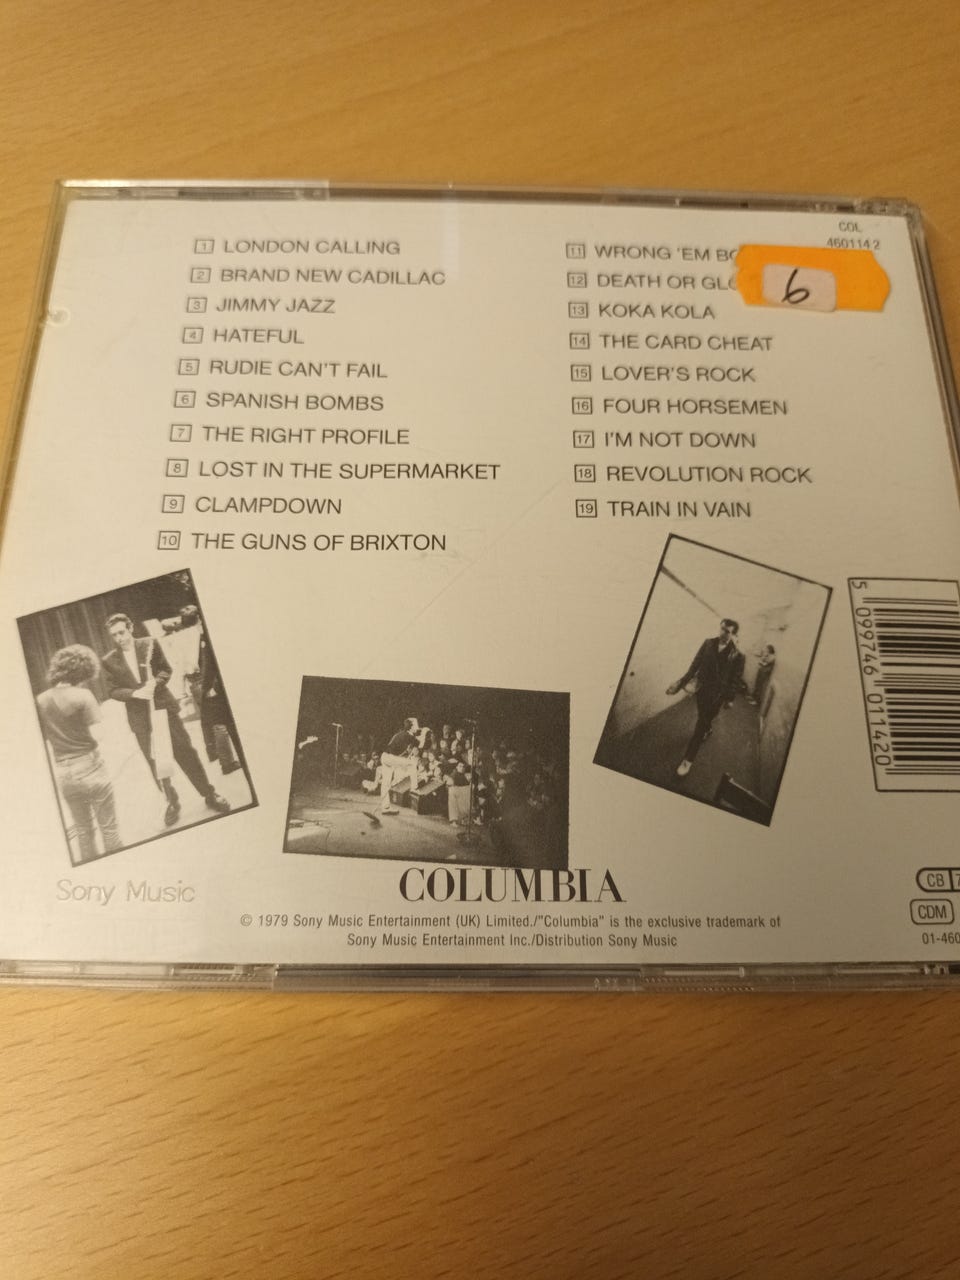 COL
460114 2
1 LONDON CALLING
2 BRAND NEW CADILLAC
3 JIMMY JAZZ
4 HATEFUL
5 RUDIE CAN'T FAIL
6 SPANISH BOMBS
7 THE RIGHT PROFILE
8 LOST IN THE SUPERMARKET
9 CLAMPDOWN
10 THE GUNS OF BRIXTON
11 WRONG 'EM
12 DEATH OR
13 KOKA KOLA
14 THE CARD CHEAT
15 LOVER'S ROCK
16 FOUR HORSEMEN
17 I'M NOT DOWN
18 REVOLUTION ROCK
19 TRAIN IN VAIN
6
5 099746 011420
Sony Music
COLUMBIA
© 1979 Sony Music Entertainment (UK) Limited./"Columbia" is the exclusive trademark of
Sony Music Entertainment Inc./Distribution Sony Music
CB
CDM
01-460